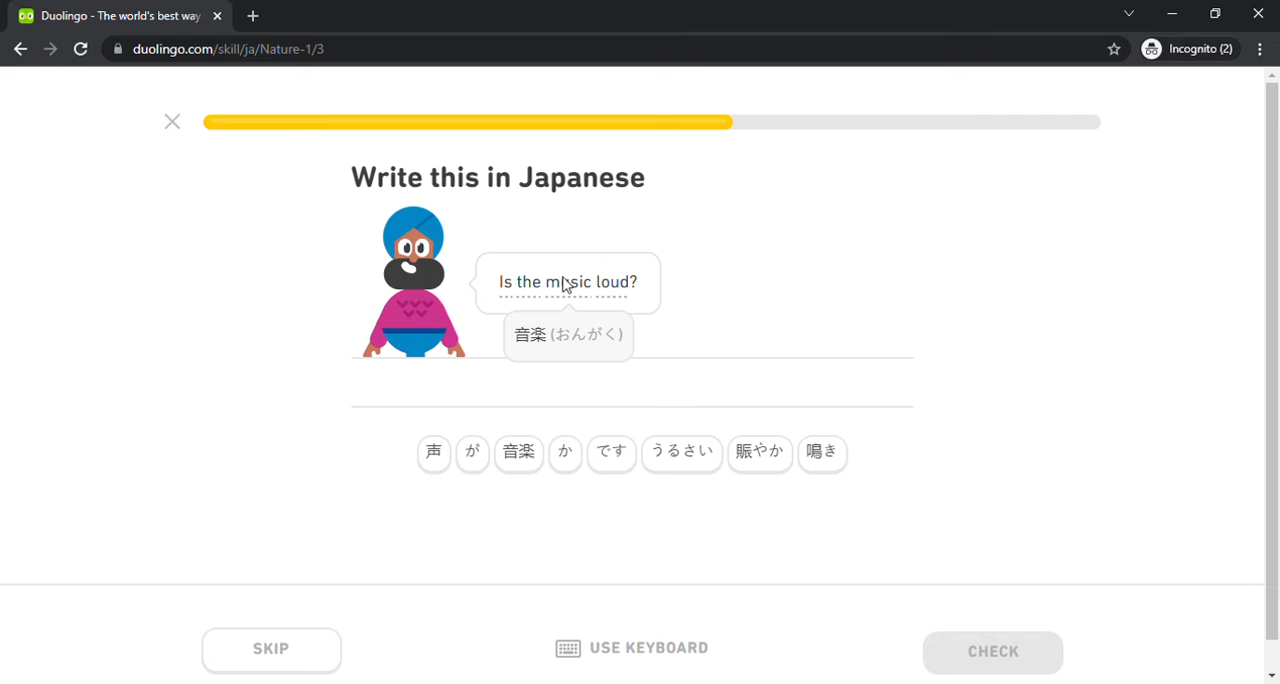 Duolingo - The world's best way
duolingo.com/skill/ja/Nature-1/3
Incognito (2)
Write this in Japanese
Is the music loud?
音楽 (おんがく)
声 が 音楽 か です うるさい 賑やか 鳴き
SKIP
USE KEYBOARD
CHECK